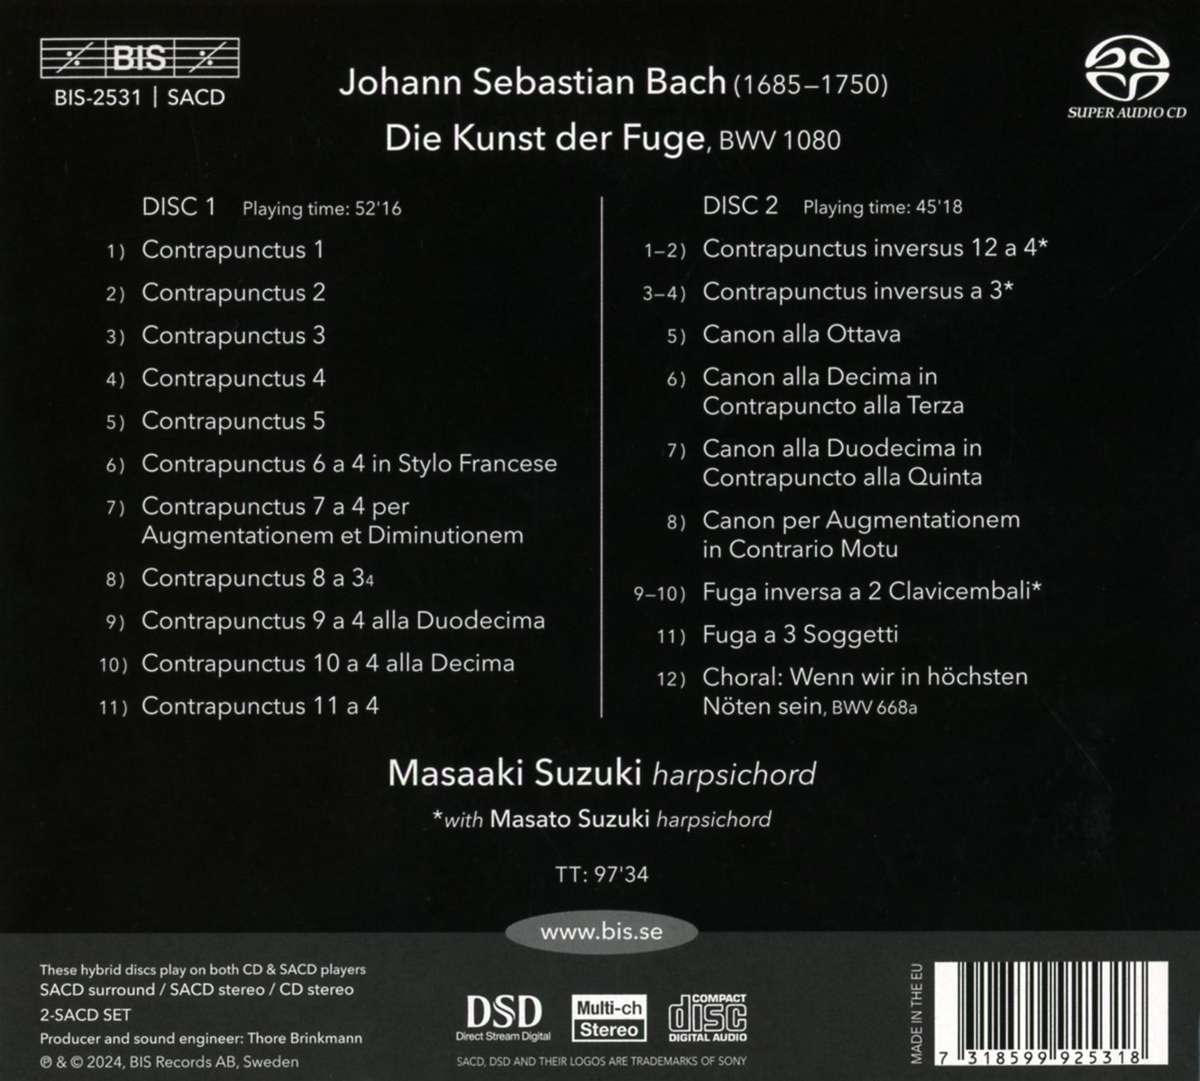 BIS
BIS-2531 | SACD
SUPER AUDIO CD
Johann Sebastian Bach (1685–1750)
Die Kunst der Fuge, BWV 1080
DISC 1 Playing time: 52'16
1) Contrapunctus 1
2) Contrapunctus 2
3) Contrapunctus 3
4) Contrapunctus 4
5) Contrapunctus 5
6) Contrapunctus 6 a 4 in Stylo Francese
7) Contrapunctus 7 a 4 per
Augmentationem et Diminutionem
8) Contrapunctus 8 a 34
9) Contrapunctus 9 a 4 alla Duodecima
10) Contrapunctus 10 a 4 alla Decima
11) Contrapunctus 11 a 4
DISC 2 Playing time: 45'18
1–2) Contrapunctus inversus 12 a 4*
3–4) Contrapunctus inversus a 3*
5) Canon alla Ottava
6) Canon alla Decima in
Contrapuncto alla Terza
7) Canon alla Duodecima in
Contrapuncto alla Quinta
8) Canon per Augmentationem
in Contrario Motu
9–10) Fuga inversa a 2 Clavicembali*
11) Fuga a 3 Soggetti
12) Choral: Wenn wir in höchsten
Nöten sein, BWV 668a
Masaaki Suzuki harpsichord
*with Masato Suzuki harpsichord
TT: 97'34
www.bis.se
These hybrid discs play on both CD & SACD players
SACD surround / SACD stereo / CD stereo
2-SACD SET
Producer and sound engineer: Thore Brinkmann
℗ & © 2024, BIS Records AB, Sweden
DSD
Direct Stream Digital
Multi-ch
Stereo
COMPACT
disc
DIGITAL AUDIO
SACD, DSD AND THEIR LOGOS ARE TRADEMARKS OF SONY
MADE IN THE EU
7 318599 925318